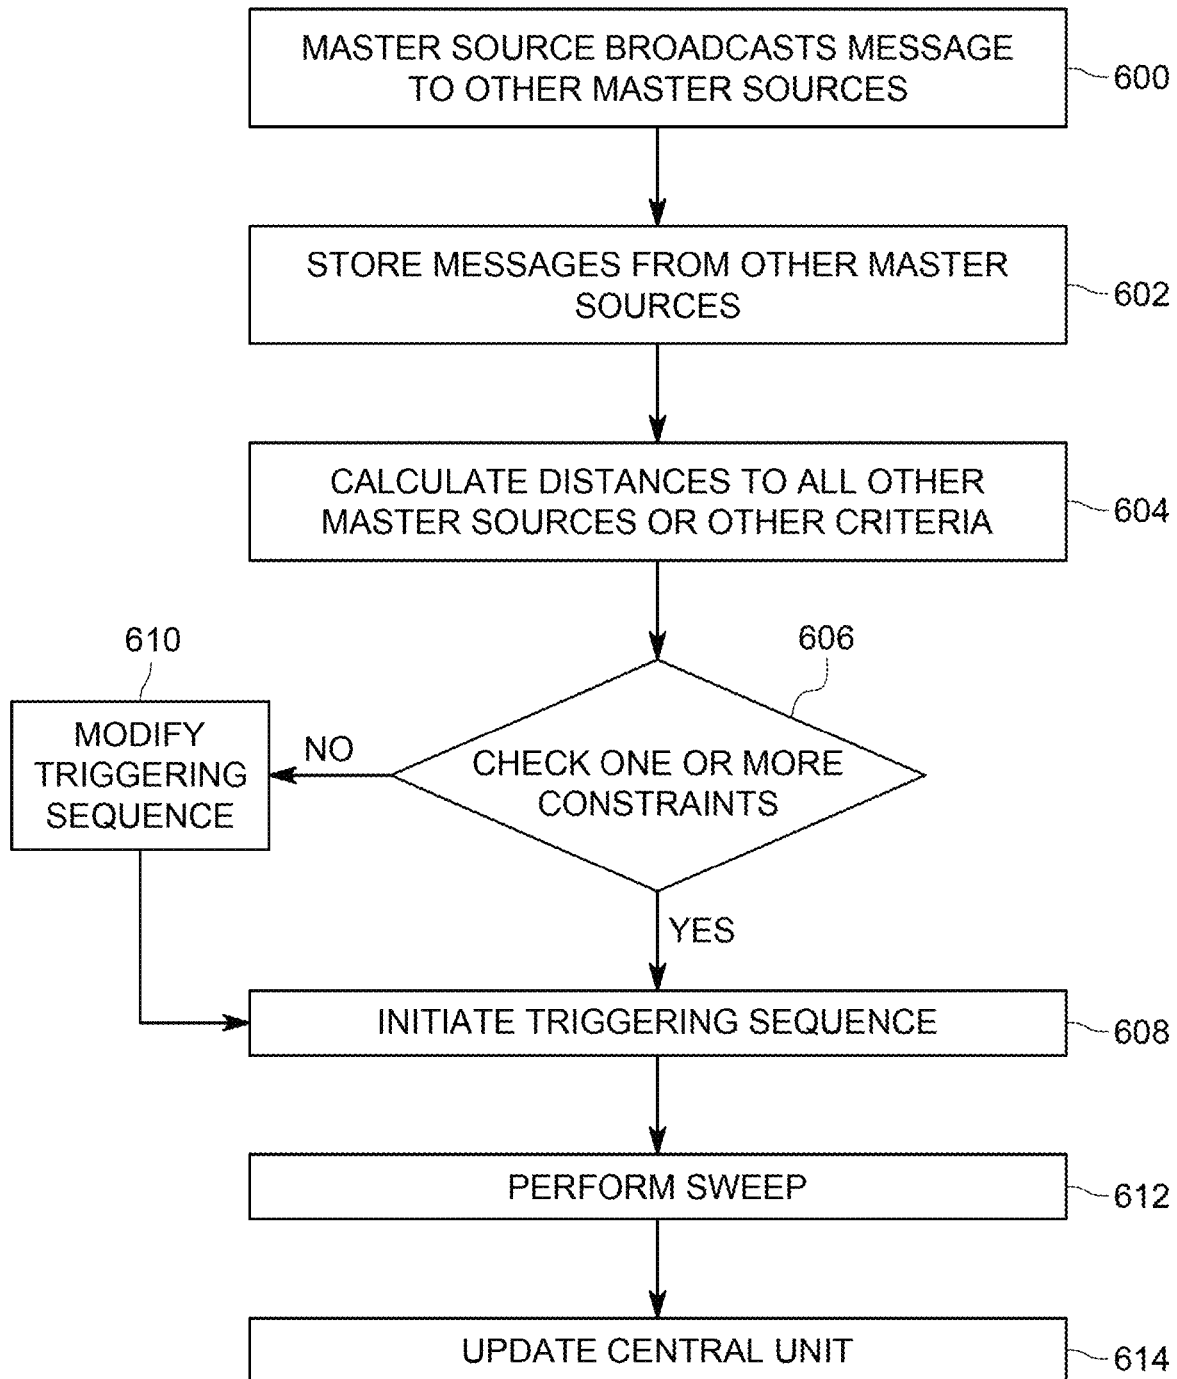 MASTER SOURCE BROADCASTS MESSAGE
TO OTHER MASTER SOURCES
600
STORE MESSAGES FROM OTHER MASTER
SOURCES
602
CALCULATE DISTANCES TO ALL OTHER
MASTER SOURCES OR OTHER CRITERIA
604
606
CHECK ONE OR MORE
CONSTRAINTS
NO
610
MODIFY
TRIGGERING
SEQUENCE
YES
INITIATE TRIGGERING SEQUENCE
608
PERFORM SWEEP
612
UPDATE CENTRAL UNIT
614